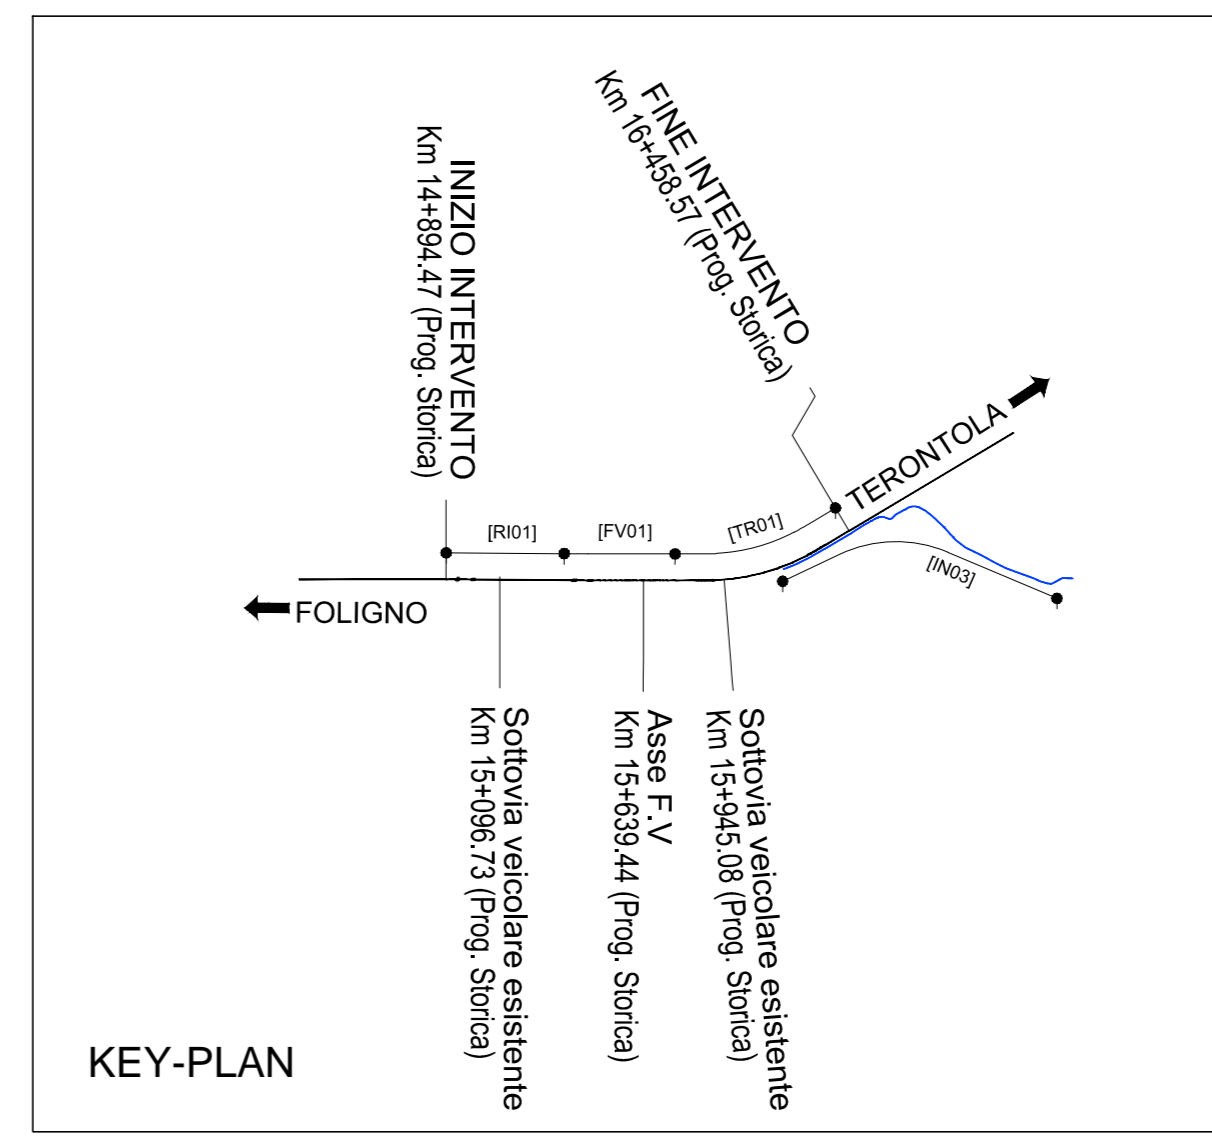 FINE INTERVENTO
Km 16+458.57 (Prog. Storica)
INIZIO INTERVENTO
Km 14+894.47 (Prog. Storica)
TERONTOLA
[RI01]
[FV01]
[TR01]
[IN03]
FOLIGNO
Sottovia veicolare esistente
Km 15+096.73 (Prog. Storica)
Asse F.V
Km 15+639.44 (Prog. Storica)
Sottovia veicolare esistente
Km 15+945.08 (Prog. Storica)
KEY-PLAN